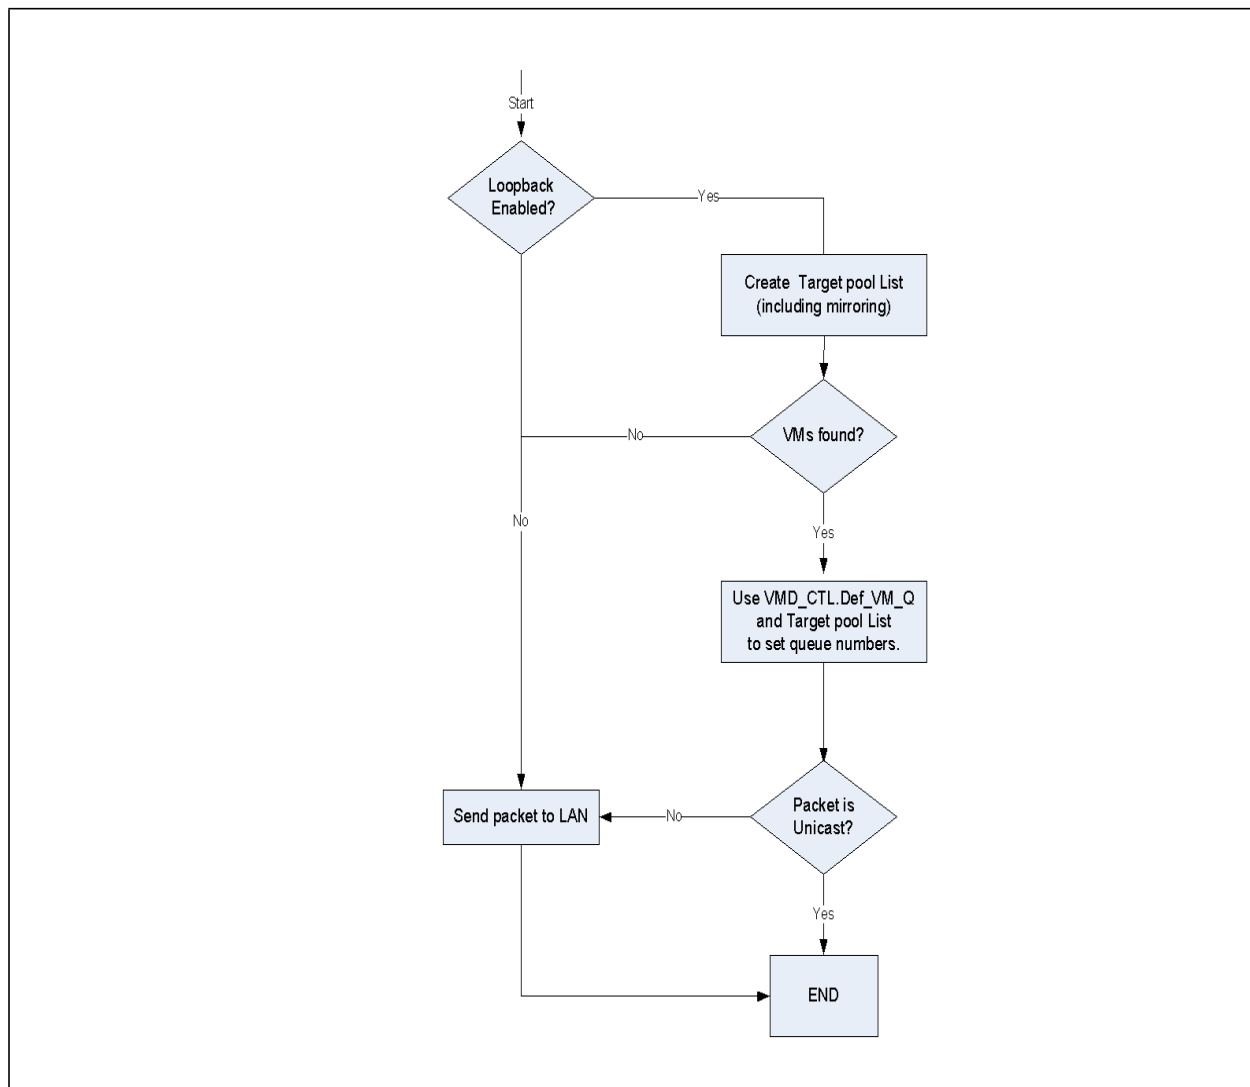 Start
Loopback
Enabled?
Yes
Create Target pool List
(including mirroring)
VMs found?
No
No
Yes
Use VMD_CTL.Def_VM_Q
and Target pool List
to set queue numbers.
Send packet to LAN
No
Packet is
Unicast?
Yes
END